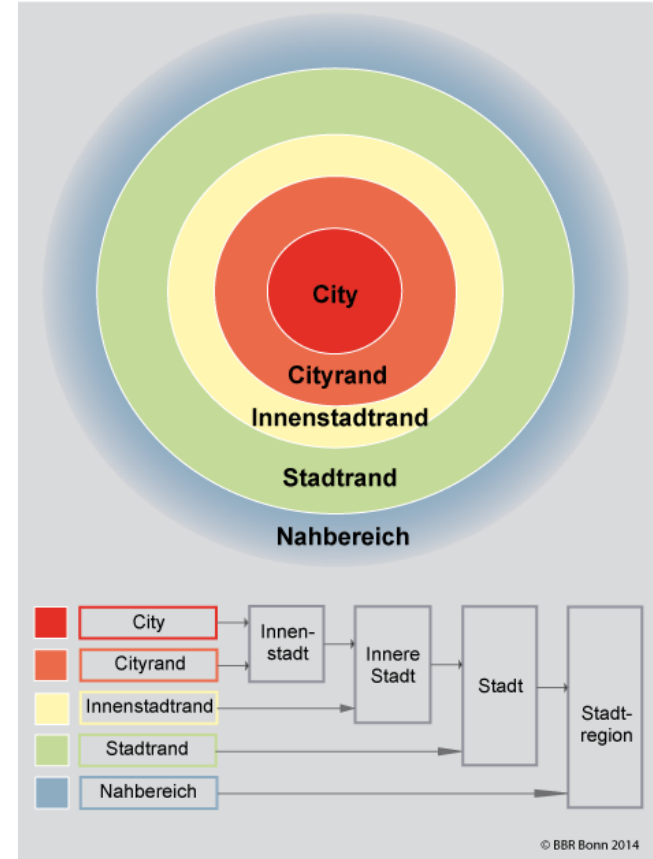 City
Cityrand
Innenstadtrand
Stadtrand
Nahbereich
City
Cityrand
Innenstadtrand
Stadtrand
Nahbereich
Innen-
stadt
Innere
Stadt
Stadt
Stadt-
region
© BBR Bonn 2014